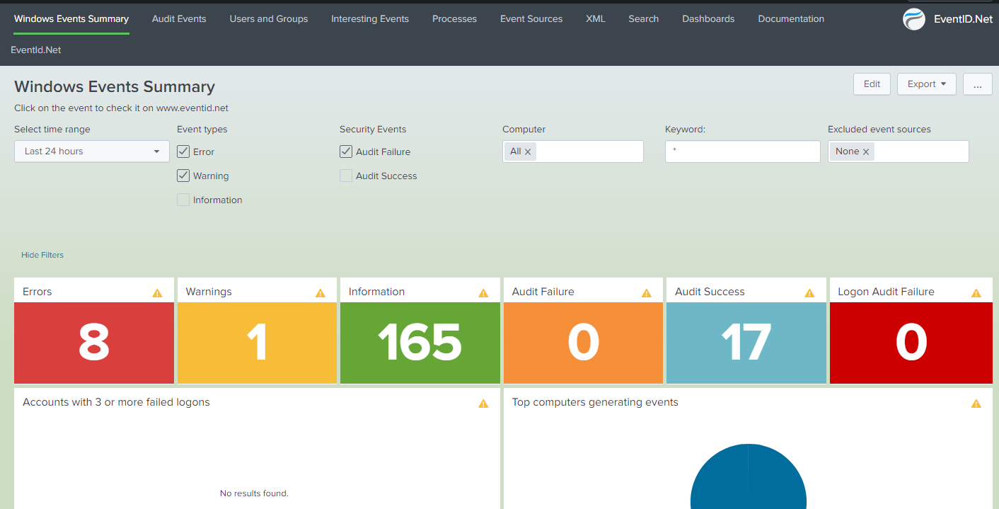 Windows Events Summary Audit Events Users and Groups Interesting Events Processes Event Sources XML Search Dashboards Documentation EventID.Net
EventId.Net
Windows Events Summary Edit Export ...
Click on the event to check it on www.eventid.net
Select time range Event types Security Events Computer Keyword: Excluded event sources
Last 24 hours Error Audit Failure All * None
Warning Audit Success
Information
Hide Filters
Errors Warnings Information Audit Failure Audit Success Logon Audit Failure
8 1 165 0 17 0
Accounts with 3 or more failed logons Top computers generating events
No results found.